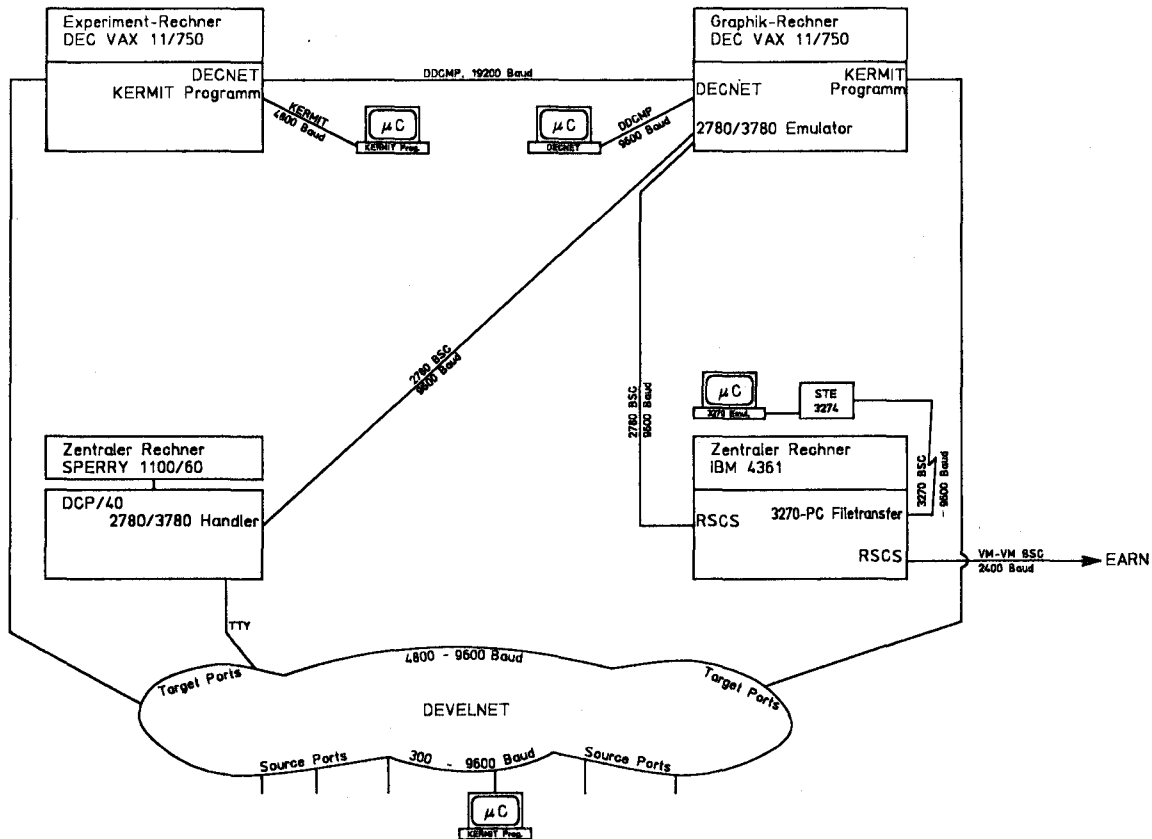 Experiment-Rechner
DEC VAX 11/750
DECNET
KERMIT Programm
DDCMP, 19200 Baud
Graphik-Rechner
DEC VAX 11/750
KERMIT
Programm
DECNET
2780/3780 Emulator
KERMIT
4800 Baud
μC
KERMIT Prog.
μC
DECNET
DDCMP
9600 Baud
2780 BSC
9600 Baud
2780 BSC
9600 Baud
μC
3270 Emul.
STE
3274
3270 BSC
- 9600 Baud
Zentraler Rechner
SPERRY 1100/60
DCP/40
2780/3780 Handler
Zentraler Rechner
IBM 4361
RSCS
3270-PC Filetransfer
RSCS
VM-VM BSC
2400 Baud
EARN
TTY
Target Ports
4800 - 9600 Baud
Target Ports
DEVELNET
Source Ports
300 - 9600 Baud
Source Ports
μC
KERMIT Prog.